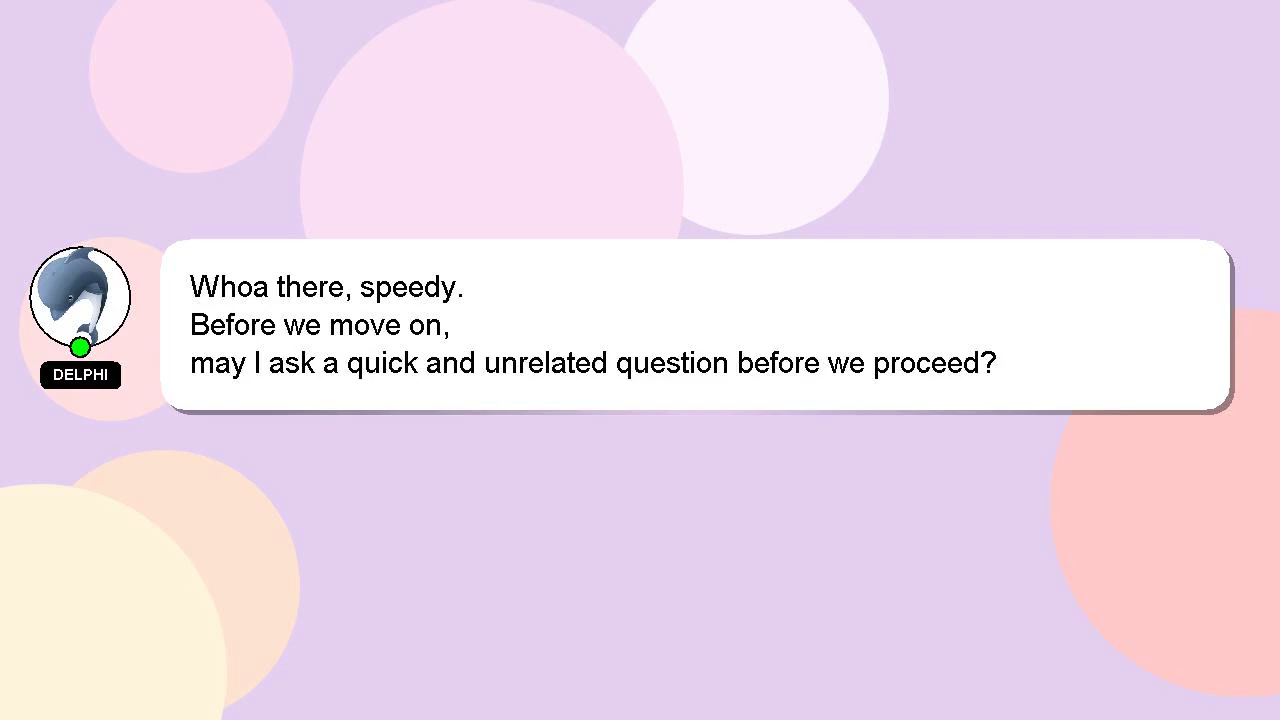 Whoa there, speedy.
Before we move on,
may I ask a quick and unrelated question before we proceed?
DELPHI